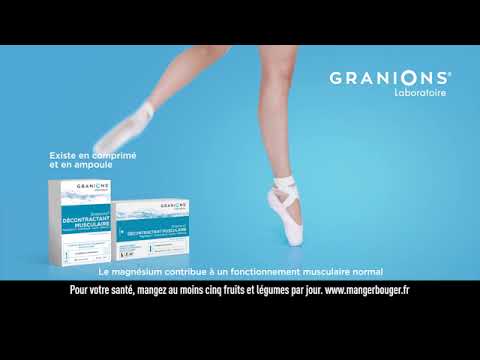 GRANIONS®
Laboratoire
Existe en comprimé
et en ampoule
GRANIONS
DÉCONTRACTANT
MUSCULAIRE
GRANIONS
DÉCONTRACTANT MUSCULAIRE
Le magnésium contribue à un fonctionnement musculaire normal
Pour votre santé, mangez au moins cinq fruits et légumes par jour. www.mangerbouger.fr